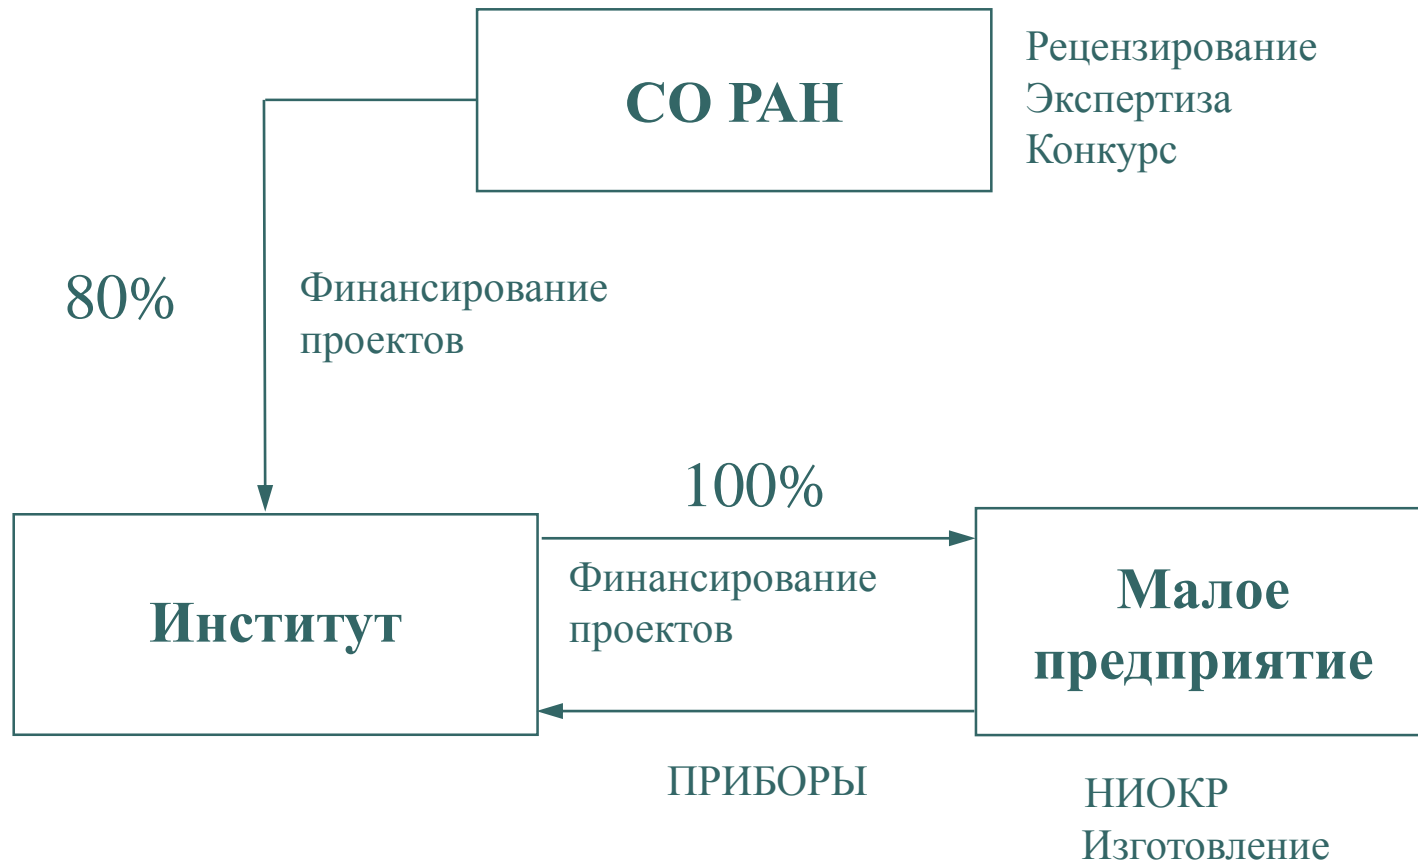 СО РАН
Рецензирование
Экспертиза
Конкурс
80%
Финансирование
проектов
100%
Институт
Финансирование
проектов
Малое
предприятие
ПРИБОРЫ
НИОКР
Изготовление